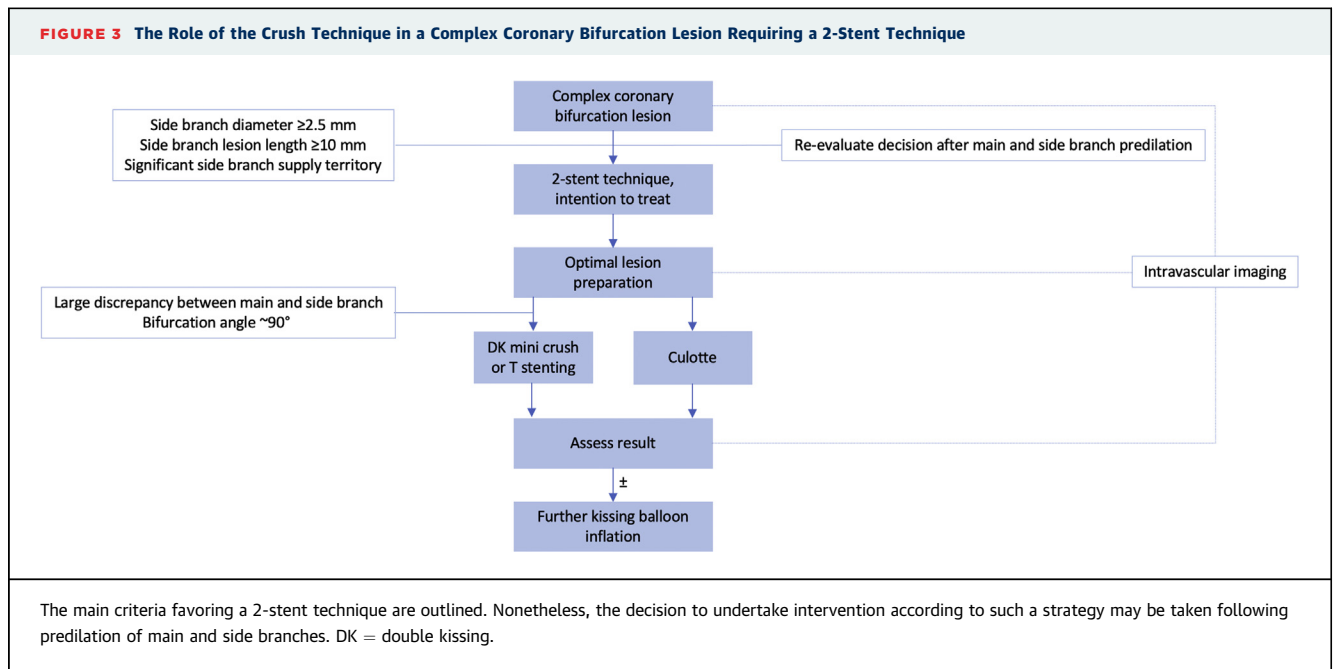 FIGURE 3 The Role of the Crush Technique in a Complex Coronary Bifurcation Lesion Requiring a 2-Stent Technique
Complex coronary
bifurcation lesion
Side branch diameter ≥2.5 mm
Side branch lesion length ≥10 mm
Significant side branch supply territory
Re-evaluate decision after main and side branch predilation
2-stent technique,
intention to treat
Optimal lesion
preparation
Intravascular imaging
Large discrepancy between main and side branch
Bifurcation angle ~90°
DK mini crush
or T stenting
Culotte
Assess result
±
Further kissing balloon
inflation
The main criteria favoring a 2-stent technique are outlined. Nonetheless, the decision to undertake intervention according to such a strategy may be taken following
predilation of main and side branches. DK = double kissing.